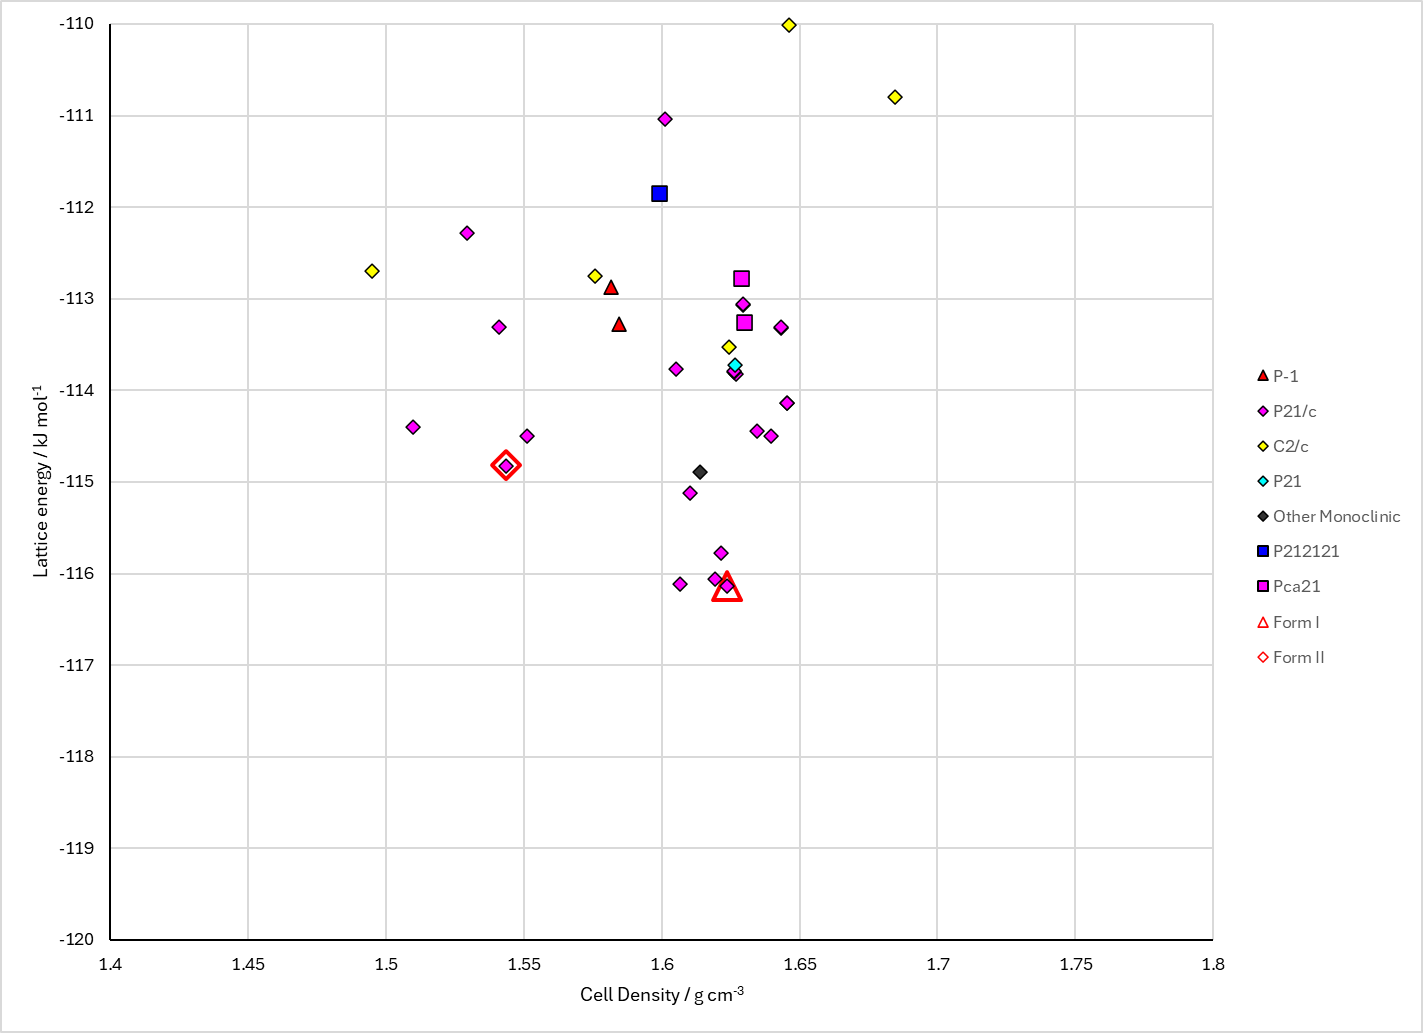 -110
-111
-112
-113
-114
-115
-116
-117
-118
-119
-120
1.4 1.45 1.5 1.55 1.6 1.65 1.7 1.75 1.8
Lattice energy / kJ mol-1
Cell Density / g cm-3
P-1
P21/c
C2/c
P21
Other Monoclinic
P212121
Pca21
Form I
Form II